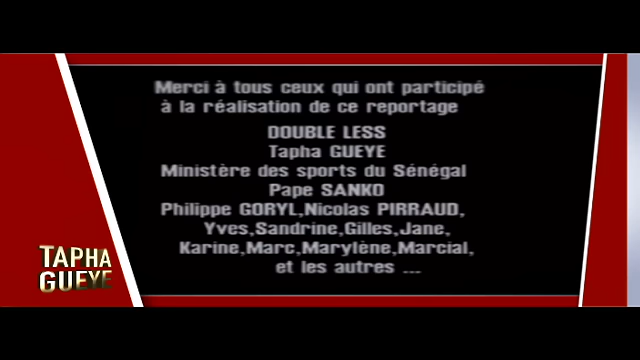 Merci à tous ceux qui ont participé
à la réalisation de ce reportage
DOUBLE LESS
Tapha GUEYE
Ministère des sports du Sénégal
Pape SANKO
Philippe GORYL,Nicolas PIRRAUD,
Yves,Sandrine,Gilles,Jane,
Karine,Marc,Marylène,Marcial,
et les autres ...
TAPHA
GUEYE